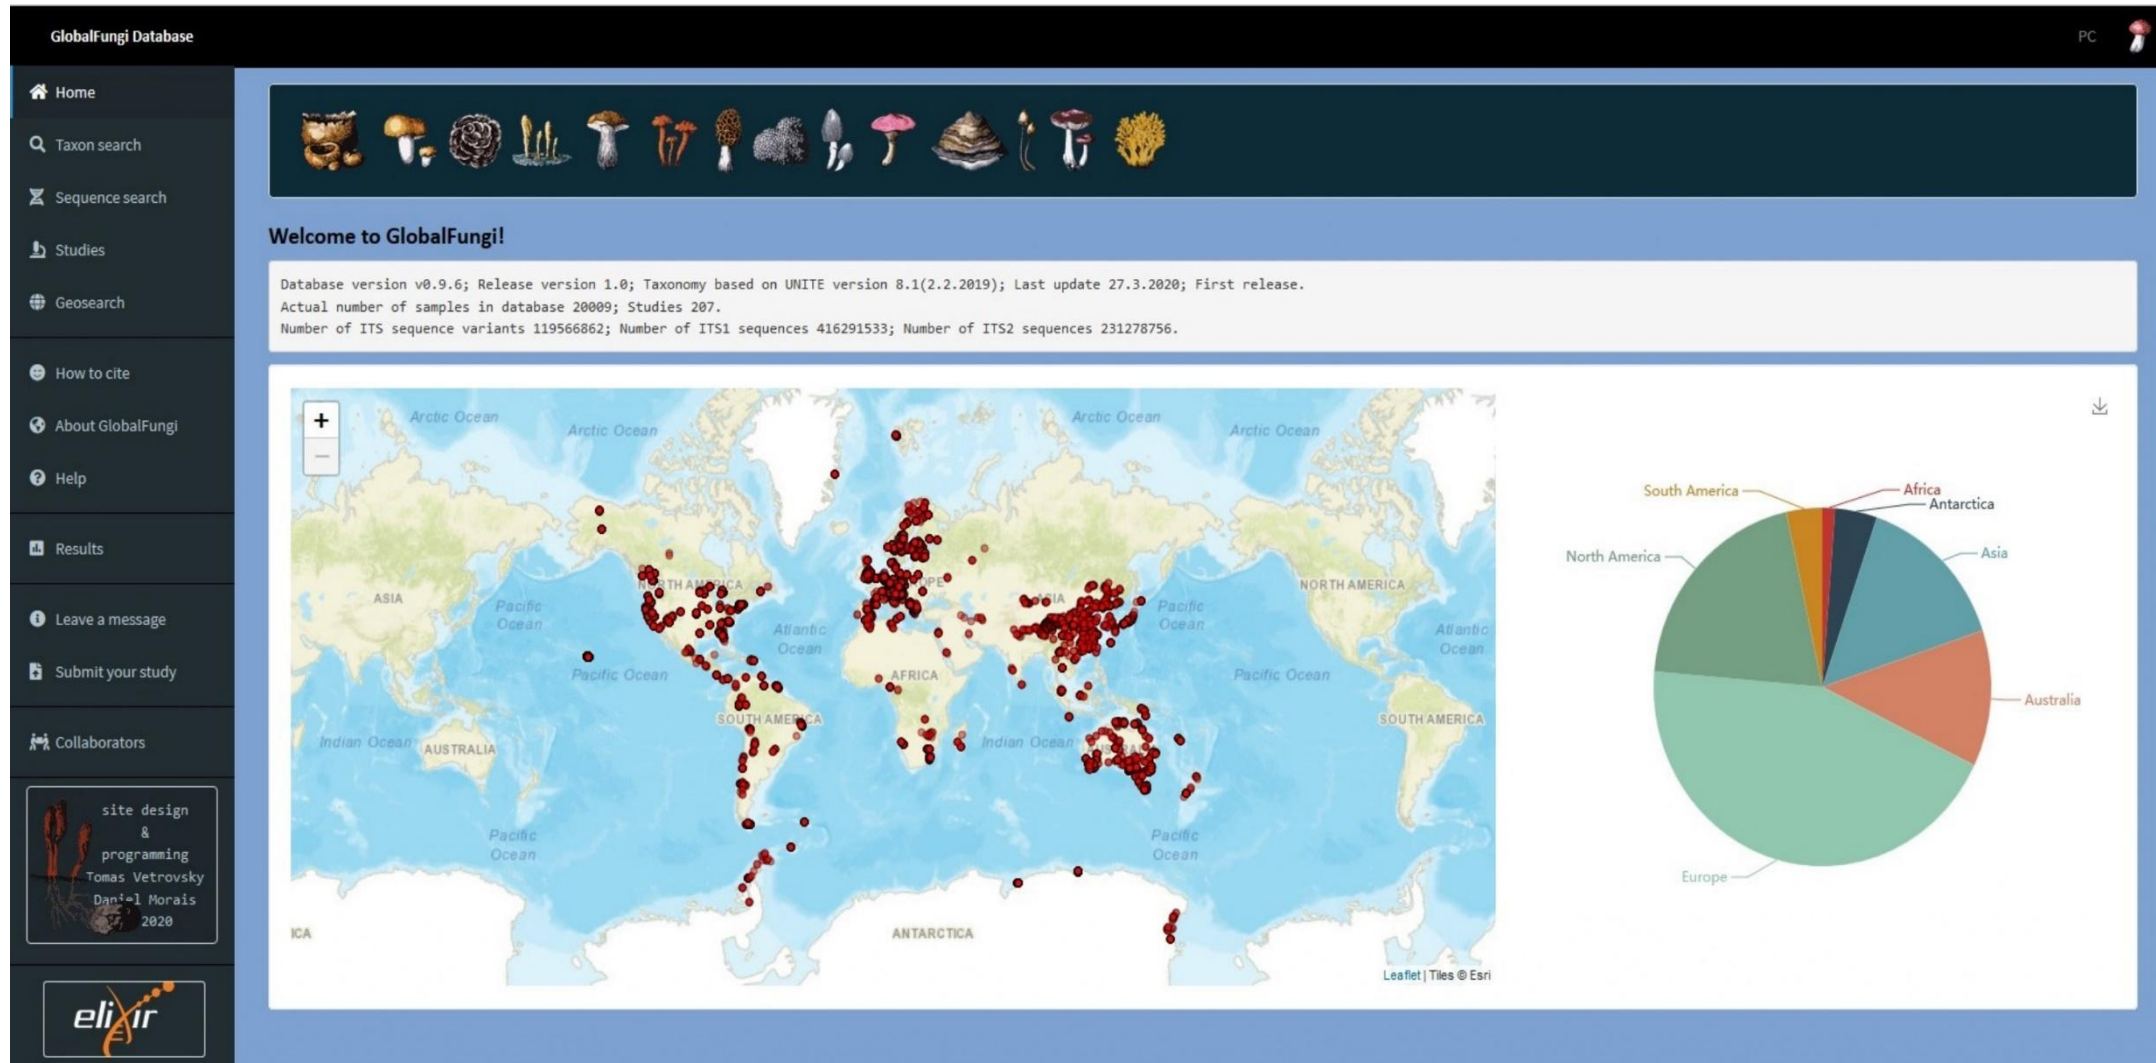 GlobalFungi Database
PC
Home
Taxon search
Sequence search
Studies
Geosearch
How to cite
About GlobalFungi
Help
Results
Leave a message
Submit your study
Collaborators
site design
&
programming
Tomas Vetrovsky
Daniel Morais
2020
elixir
Welcome to GlobalFungi!
Database version v0.9.6; Release version 1.0; Taxonomy based on UNITE version 8.1(2.2.2019); Last update 27.3.2020; First release.
Actual number of samples in database 20009; Studies 207.
Number of ITS sequence variants 119566862; Number of ITS1 sequences 416291533; Number of ITS2 sequences 231278756.
+
−
Arctic Ocean
Arctic Ocean
Arctic Ocean
Arctic Ocean
ASIA
NORTH AMERICA
ASIA
NORTH AMERICA
Pacific
Ocean
Atlantic
Ocean
Pacific
Ocean
Atlantic
Ocean
Pacific Ocean
AFRICA
Pacific Ocean
SOUTH AMERICA
SOUTH AMERICA
Indian Ocean
AUSTRALIA
Indian Ocean
AUSTRALIA
Pacific
Ocean
Pacific
Ocean
ICA
ANTARCTICA
Leaflet | Tiles © Esri
South America
Africa
Antarctica
North America
Asia
Australia
Europe